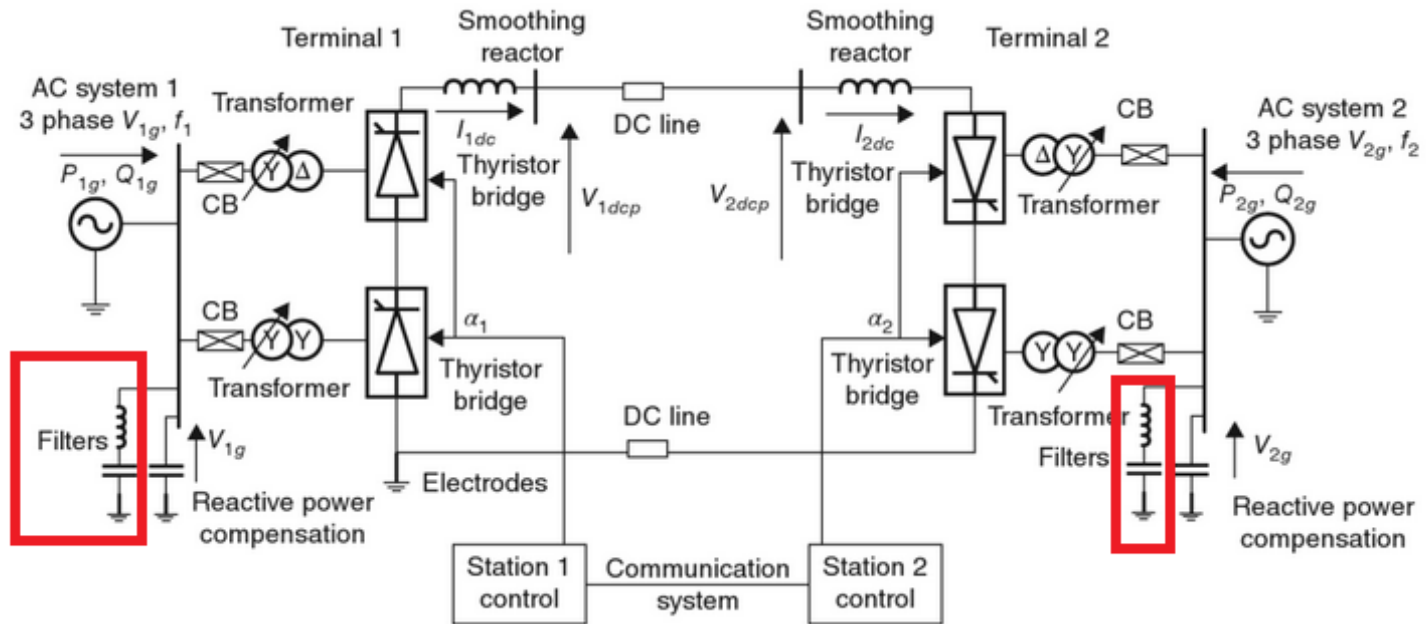 Smoothing
reactor
Smoothing
reactor
Terminal 1
Terminal 2
AC system 1
3 phase V1g, f1
Transformer
I1dc
DC line
I2dc
CB
AC system 2
3 phase V2g, f2
P1g, Q1g
Y Δ
CB
Thyristor
bridge
V1dcp
V2dcp
Thyristor
bridge
Δ Y
Transformer
P2g, Q2g
CB
Y Y
Transformer
α1
Thyristor
bridge
α2
Thyristor
bridge
Y Y
CB
Transformer
DC line
Filters
V1g
Electrodes
Filters
V2g
Reactive power
compensation
Reactive power
compensation
Station 1
control
Communication
system
Station 2
control